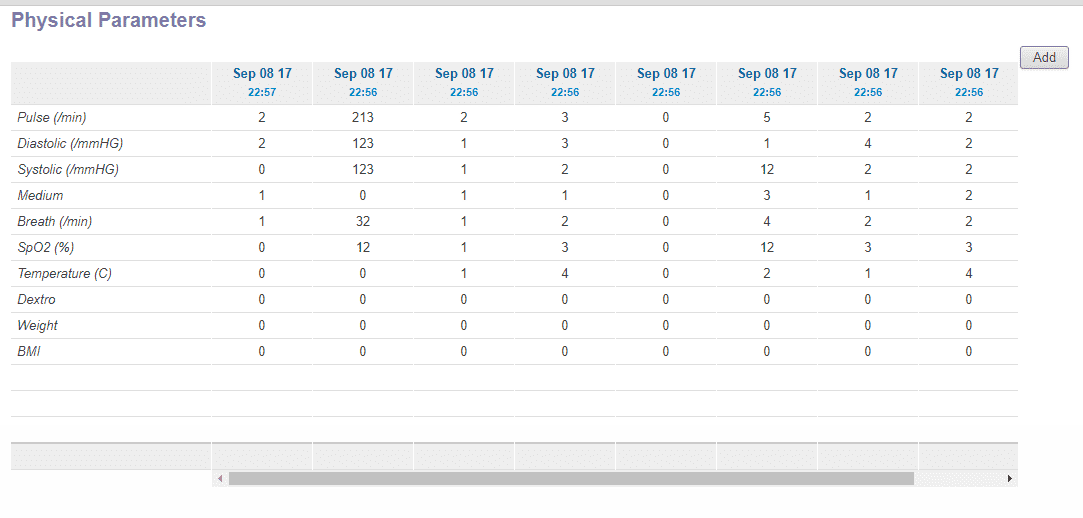 Physical Parameters
Add
Sep 08 17 Sep 08 17 Sep 08 17 Sep 08 17 Sep 08 17 Sep 08 17 Sep 08 17 Sep 08 17
22:57 22:56 22:56 22:56 22:56 22:56 22:56 22:56
Pulse (/min) 2 213 2 3 0 5 2 2
Diastolic (/mmHG) 2 123 1 3 0 1 4 2
Systolic (/mmHG) 0 123 1 2 0 12 2 2
Medium 1 0 1 1 0 3 1 2
Breath (/min) 1 32 1 2 0 4 2 2
SpO2 (%) 0 12 1 3 0 12 3 3
Temperature (C) 0 0 1 4 0 2 1 4
Dextro 0 0 0 0 0 0 0 0
Weight 0 0 0 0 0 0 0 0
BMI 0 0 0 0 0 0 0 0